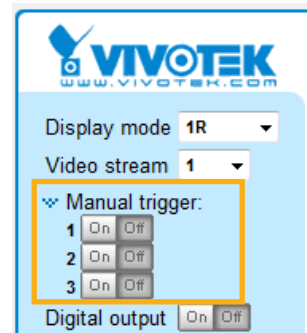 VIVOTEK
www.vivotek.com
Display mode 1R
Video stream 1
Manual trigger:
1 On Off
2 On Off
3 On Off
Digital output On Off